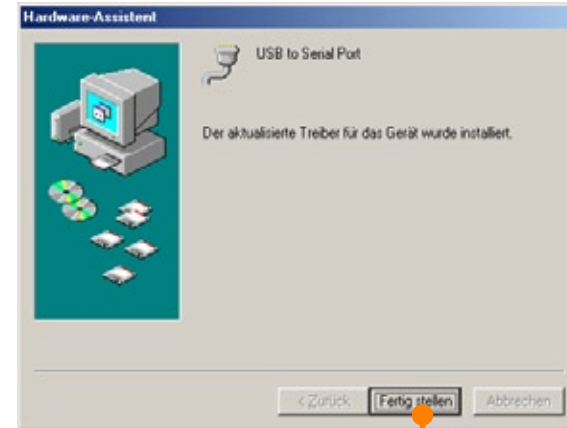 Hardware-Assistent
USB to Serial Port
Der aktualisierte Treiber für das Gerät wurde installiert.
< Zurück
Fertig stellen
Abbrechen